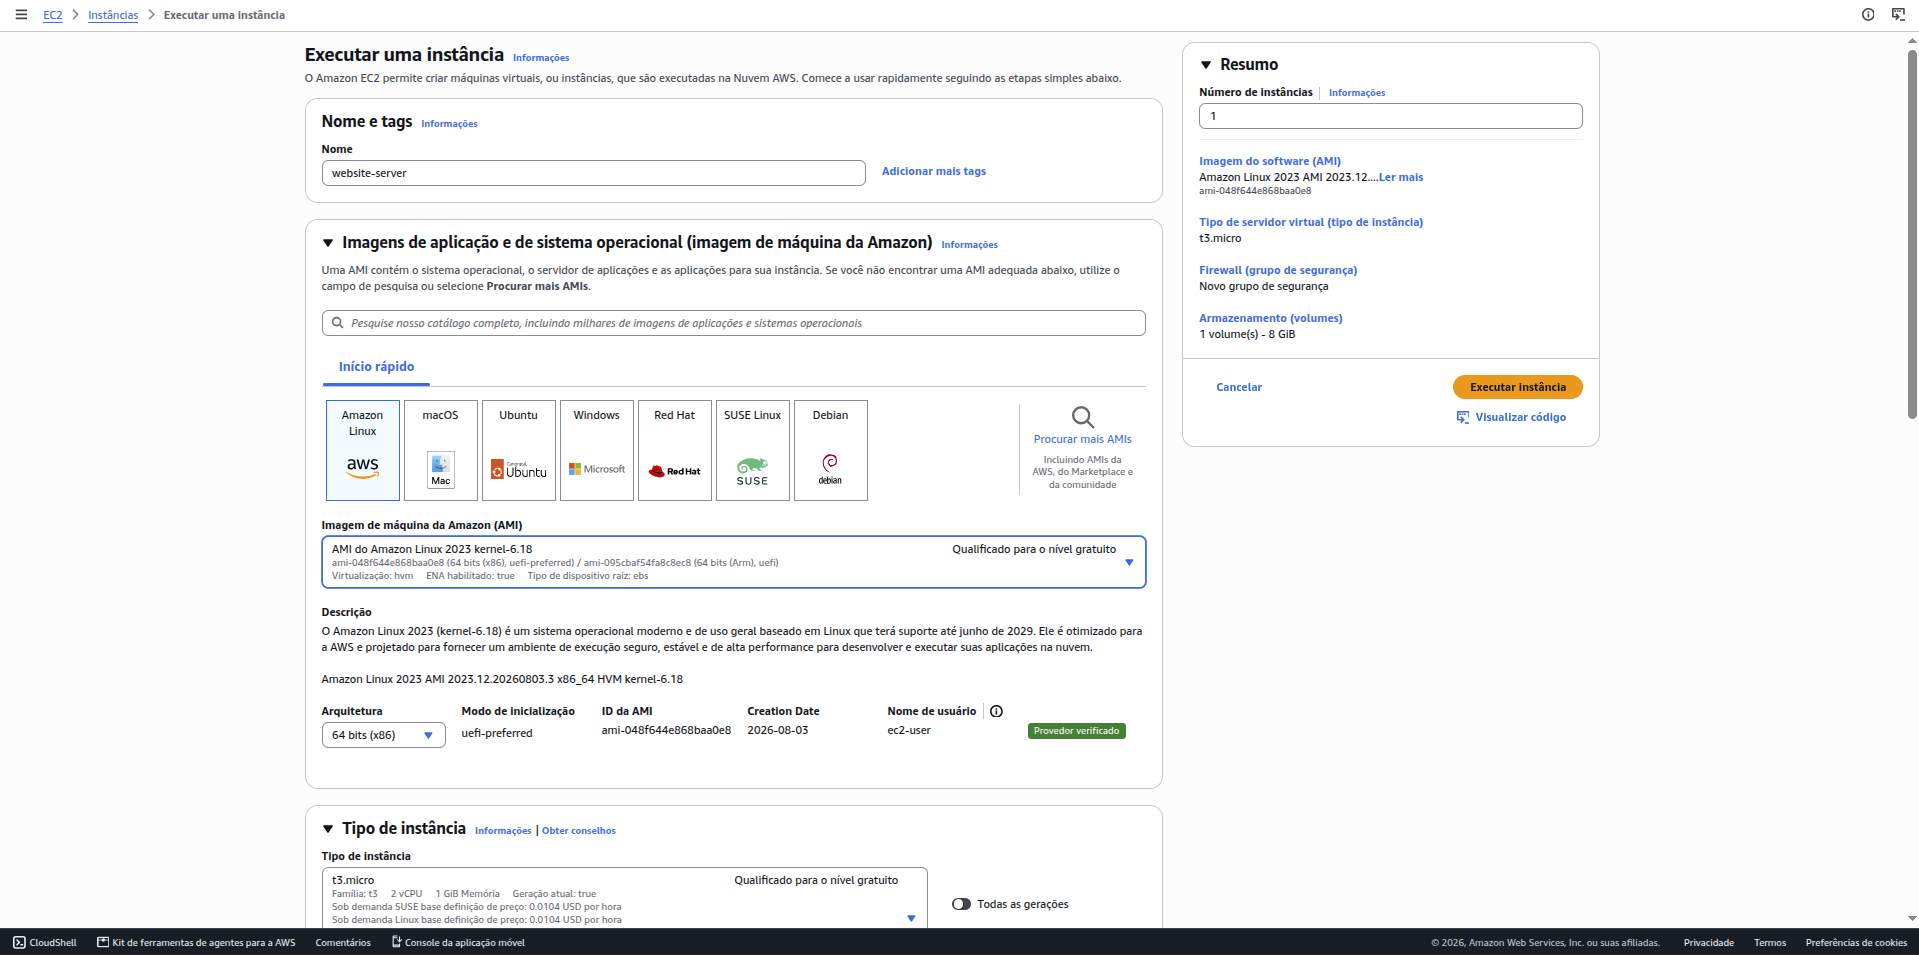 EC2 > Instâncias > Executar uma instância
Executar uma instância Informações
O Amazon EC2 permite criar máquinas virtuais, ou instâncias, que são executadas na Nuvem AWS. Comece a usar rapidamente seguindo as etapas simples abaixo.
Nome e tags Informações
Nome
website-server
Adicionar mais tags
Imagens de aplicação e de sistema operacional (imagem de máquina da Amazon) Informações
Uma AMI contém o sistema operacional, o servidor de aplicações e as aplicações para sua instância. Se você não encontrar uma AMI adequada abaixo, utilize o
campo de pesquisa ou selecione Procurar mais AMIs.
Pesquise nosso catálogo completo, incluindo milhares de imagens de aplicações e sistemas operacionais
Início rápido
Amazon
Linux
aws
macOS
Mac
Ubuntu
Canonical
Ubuntu
Windows
Microsoft
Red Hat
Red Hat
SUSE Linux
SUSE
Debian
debian
Procurar mais AMIs
Incluindo AMIs da
AWS, do Marketplace e
da comunidade
Imagem de máquina da Amazon (AMI)
AMI do Amazon Linux 2023 kernel-6.18
Qualificado para o nível gratuito
ami-048f644e868baa0e8 (64 bits (x86), uefi-preferred) / ami-095cbaf54fa8c8ec8 (64 bits (Arm), uefi)
Virtualização: hvm ENA habilitado: true Tipo de dispositivo raiz: ebs
Descrição
O Amazon Linux 2023 (kernel-6.18) é um sistema operacional moderno e de uso geral baseado em Linux que terá suporte até junho de 2029. Ele é otimizado para
a AWS e projetado para fornecer um ambiente de execução seguro, estável e de alta performance para desenvolver e executar suas aplicações na nuvem.
Amazon Linux 2023 AMI 2023.12.20260803.3 x86_64 HVM kernel-6.18
Arquitetura
64 bits (x86)
Modo de inicialização
uefi-preferred
ID da AMI
ami-048f644e868baa0e8
Creation Date
2026-08-03
Nome de usuário
ec2-user
Provedor verificado
Tipo de instância Informações | Obter conselhos
Tipo de instância
t3.micro
Qualificado para o nível gratuito
Família: t3 2 vCPU 1 GiB Memória Geração atual: true
Sob demanda SUSE base definição de preço: 0.0104 USD por hora
Sob demanda Linux base definição de preço: 0.0104 USD por hora
Todas as gerações
Resumo
Número de instâncias Informações
1
Imagem do software (AMI)
Amazon Linux 2023 AMI 2023.12....Ler mais
ami-048f644e868baa0e8
Tipo de servidor virtual (tipo de instância)
t3.micro
Firewall (grupo de segurança)
Novo grupo de segurança
Armazenamento (volumes)
1 volume(s) - 8 GiB
Cancelar
Executar instância
Visualizar código
CloudShell
Kit de ferramentas de agentes para a AWS
Comentários
Console da aplicação móvel
© 2026, Amazon Web Services, Inc. ou suas afiliadas.
Privacidade
Termos
Preferências de cookies